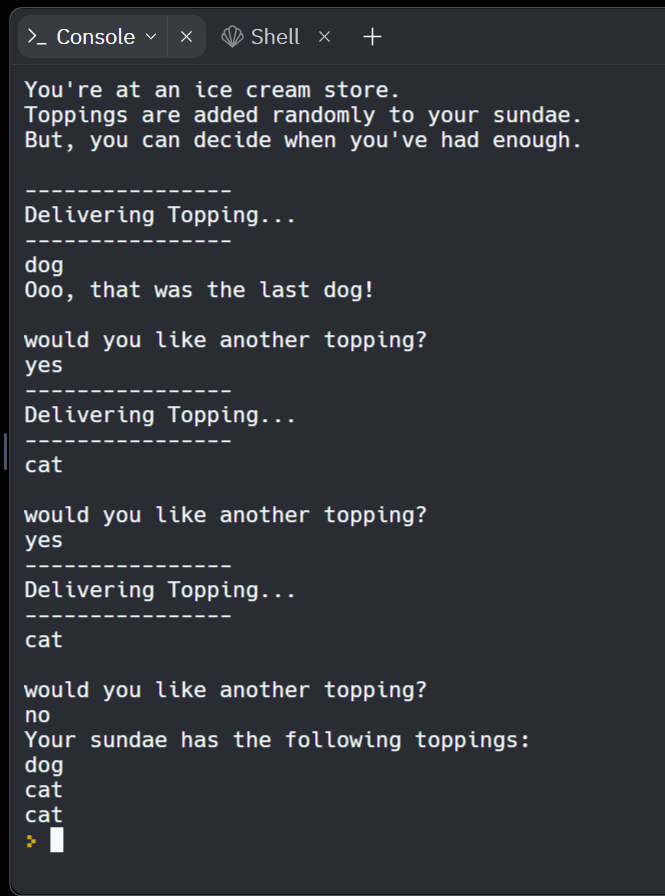 >_ Console
Shell
You're at an ice cream store.
Toppings are added randomly to your sundae.
But, you can decide when you've had enough.
----------------
Delivering Topping...
----------------
dog
Ooo, that was the last dog!
would you like another topping?
yes
----------------
Delivering Topping...
----------------
cat
would you like another topping?
yes
----------------
Delivering Topping...
----------------
cat
would you like another topping?
no
Your sundae has the following toppings:
dog
cat
cat
>